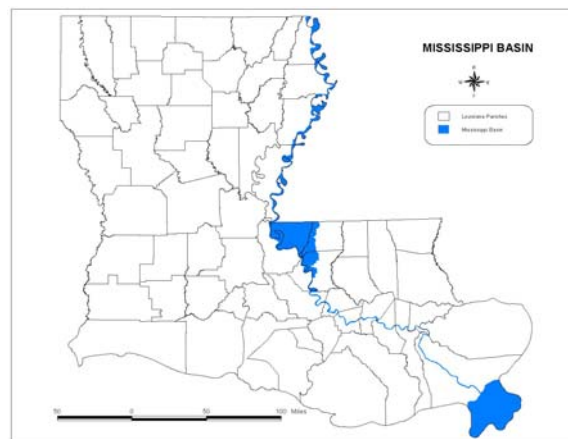 MISSISSIPPI BASIN
N
W E
S
Louisiana Parishes
Mississippi Basin
50 0 50 100 Miles